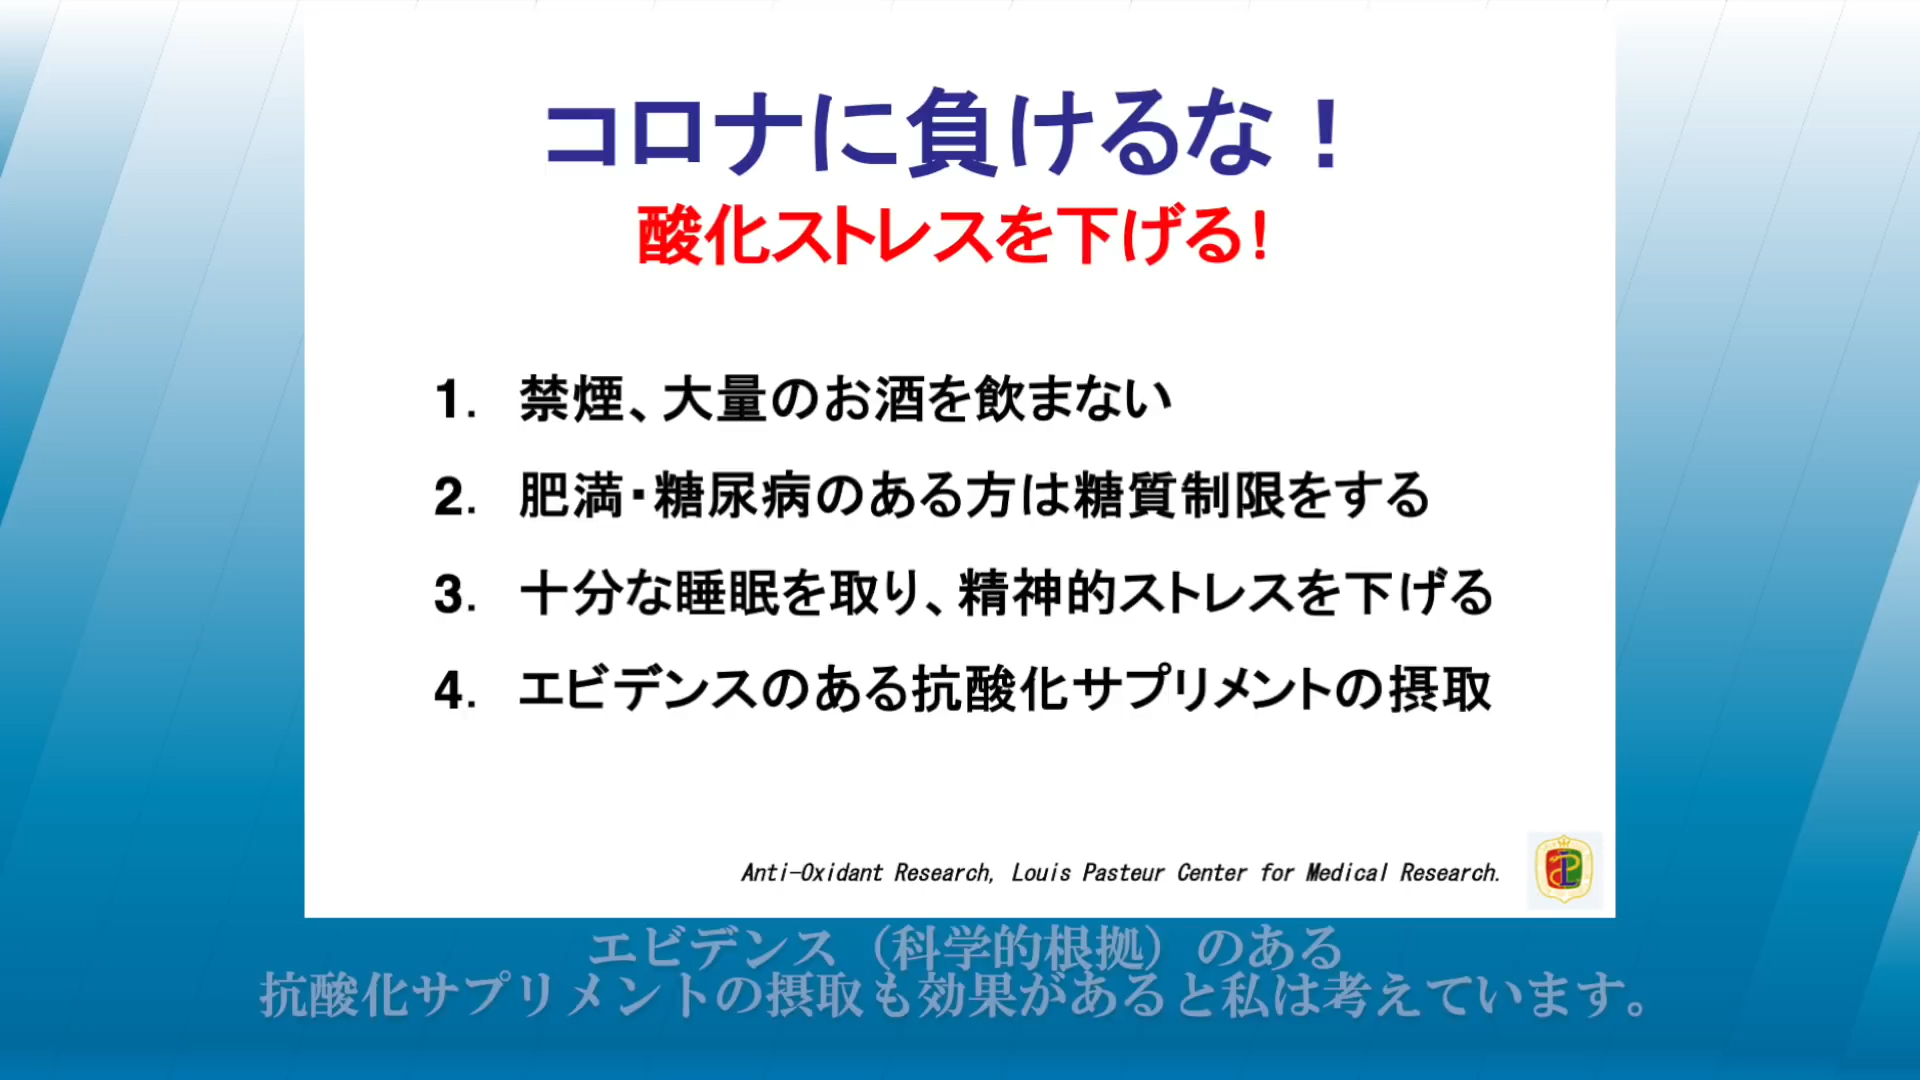 コロナに負けるな！
酸化ストレスを下げる!
1. 禁煙、大量のお酒を飲まない
2. 肥満・糖尿病のある方は糖質制限をする
3. 十分な睡眠を取り、精神的ストレスを下げる
4. エビデンスのある抗酸化サプリメントの摂取
Anti-Oxidant Research, Louis Pasteur Center for Medical Research.
エビデンス（科学的根拠）のある
抗酸化サプリメントの摂取も効果があると私は考えています。